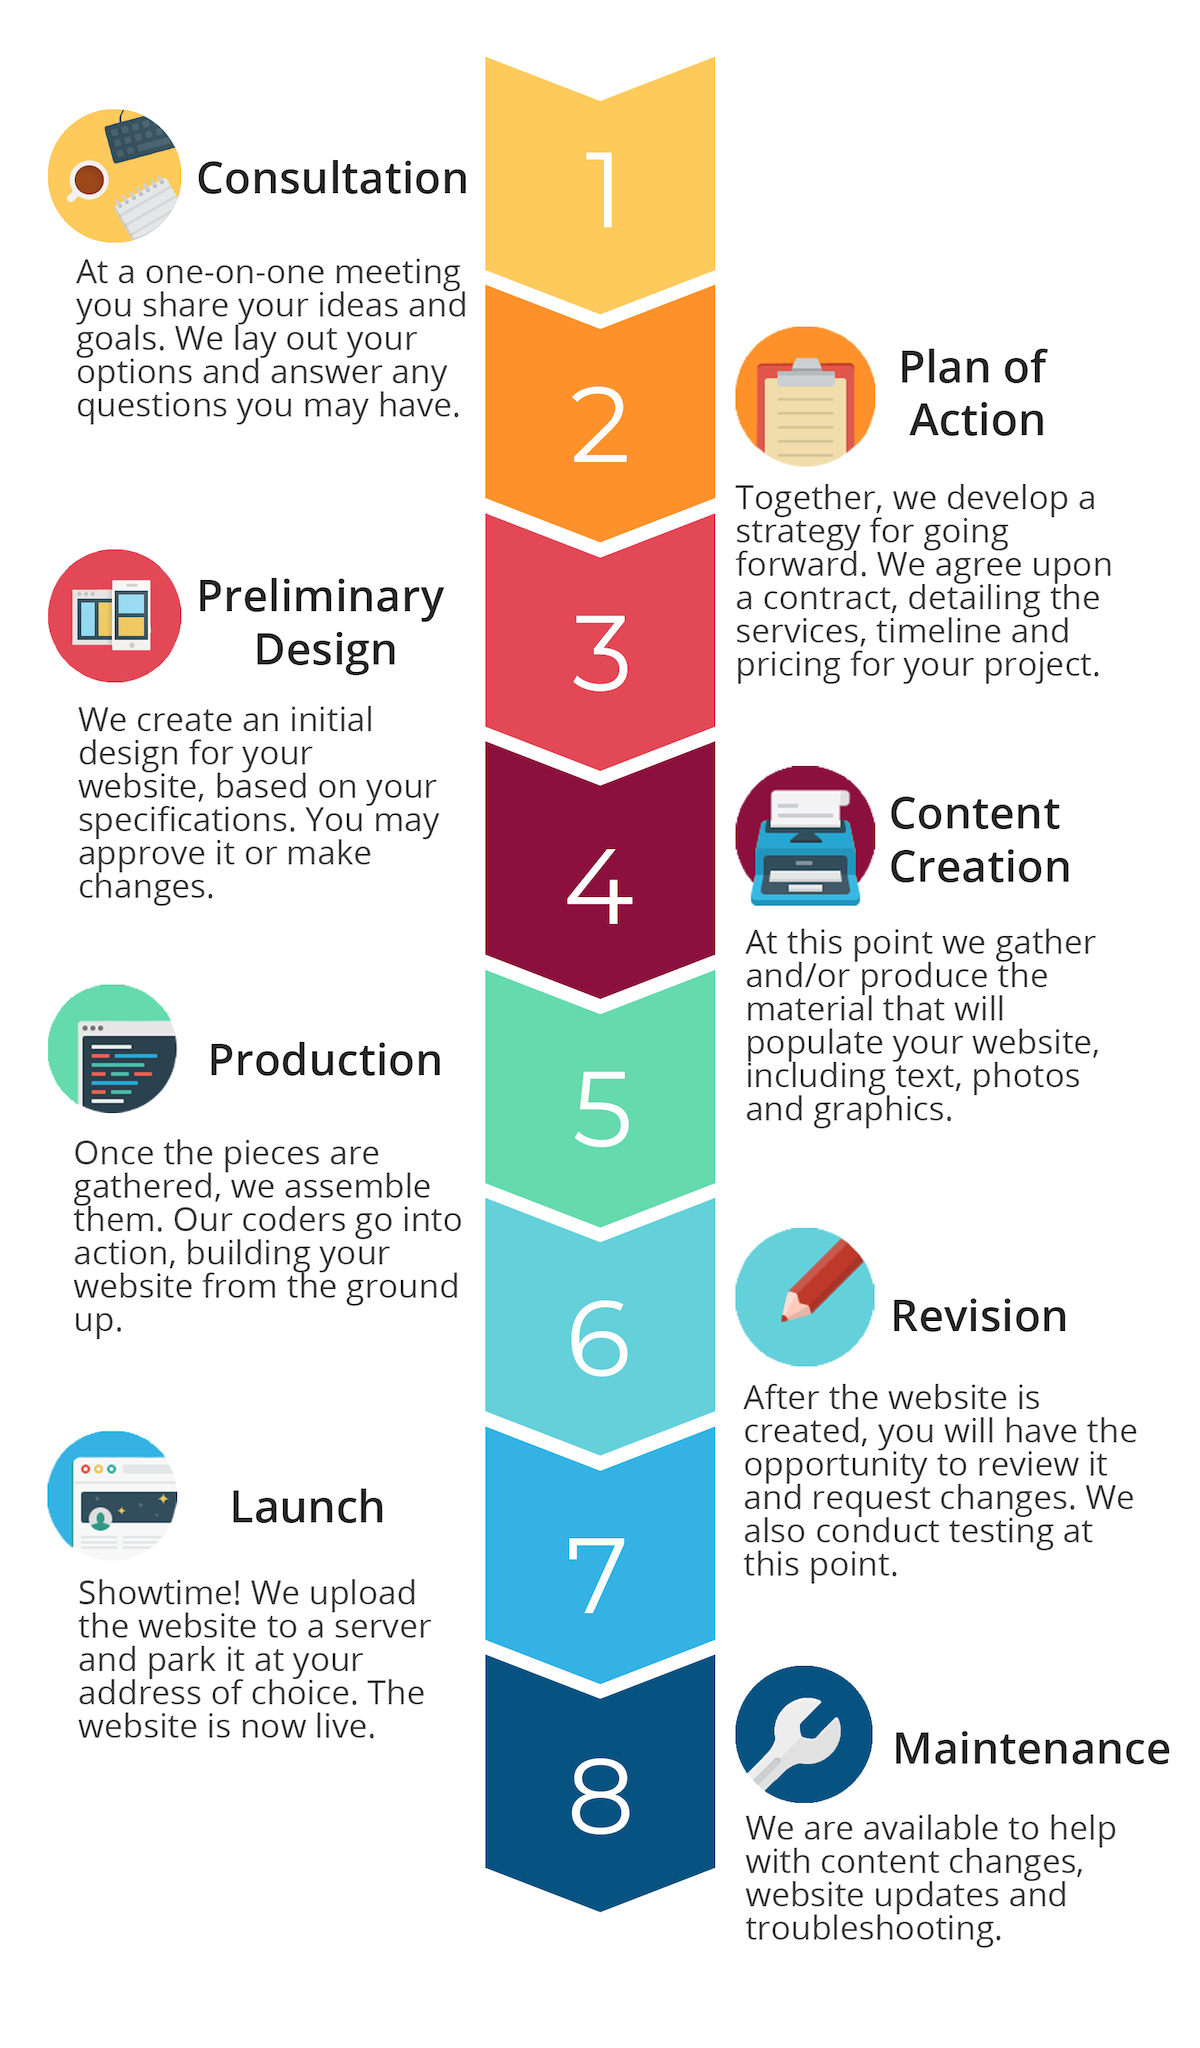 1
Consultation
At a one-on-one meeting
you share your ideas and
goals. We lay out your
options and answer any
questions you may have.
2
Plan of
Action
Together, we develop a
strategy for going
forward. We agree upon
a contract, detailing the
services, timeline and
pricing for your project.
3
Preliminary
Design
We create an initial
design for your
website, based on your
specifications. You may
approve it or make
changes.
4
Content
Creation
At this point we gather
and/or produce the
material that will
populate your website,
including text, photos
and graphics.
5
Production
Once the pieces are
gathered, we assemble
them. Our coders go into
action, building your
website from the ground
up.
6
Revision
After the website is
created, you will have the
opportunity to review it
and request changes. We
also conduct testing at
this point.
7
Launch
Showtime! We upload
the website to a server
and park it at your
address of choice. The
website is now live.
8
Maintenance
We are available to help
with content changes,
website updates and
troubleshooting.